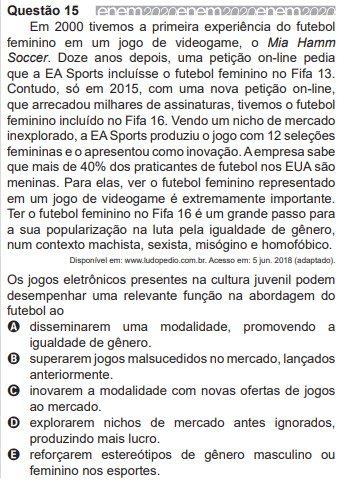 Questão 15 enem2020enem2020enem2020
Em 2000 tivemos a primeira experiência do futebol
feminino em um jogo de videogame, o Mia Hamm
Soccer. Doze anos depois, uma petição on-line pedia
que a EA Sports incluísse o futebol feminino no Fifa 13.
Contudo, só em 2015, com uma nova petição on-line,
que arrecadou milhares de assinaturas, tivemos o futebol
feminino incluído no Fifa 16. Vendo um nicho de mercado
inexplorado, a EA Sports produziu o jogo com 12 seleções
femininas e o apresentou como inovação. A empresa sabe
que mais de 40% dos praticantes de futebol nos EUA são
meninas. Para elas, ver o futebol feminino representado
em um jogo de videogame é extremamente importante.
Ter o futebol feminino no Fifa 16 é um grande passo para
a sua popularização na luta pela igualdade de gênero,
num contexto machista, sexista, misógino e homofóbico.
Disponível em: www.ludopedio.com.br. Acesso em: 5 jun. 2018 (adaptado).
Os jogos eletrônicos presentes na cultura juvenil podem
desempenhar uma relevante função na abordagem do
futebol ao
A disseminarem uma modalidade, promovendo a
igualdade de gênero.
B superarem jogos malsucedidos no mercado, lançados
anteriormente.
C inovarem a modalidade com novas ofertas de jogos
ao mercado.
D explorarem nichos de mercado antes ignorados,
produzindo mais lucro.
E reforçarem estereótipos de gênero masculino ou
feminino nos esportes.